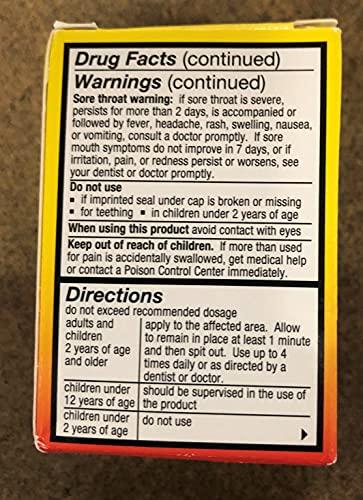 Drug Facts (continued)
Warnings (continued)
Sore throat warning: if sore throat is severe,
persists for more than 2 days, is accompanied or
followed by fever, headache, rash, swelling, nausea,
or vomiting, consult a doctor promptly. If sore
mouth symptoms do not improve in 7 days, or if
irritation, pain, or redness persist or worsens, see
your dentist or doctor promptly.
Do not use
▪ if imprinted seal under cap is broken or missing
▪ for teething ▪ in children under 2 years of age
When using this product avoid contact with eyes
Keep out of reach of children. If more than used
for pain is accidentally swallowed, get medical help
or contact a Poison Control Center immediately.
Directions
do not exceed recommended dosage
adults and apply to the affected area. Allow
children to remain in place at least 1 minute
2 years of age and then spit out. Use up to 4
and older times daily or as directed by a
dentist or doctor.
children under should be supervised in the use of
12 years of age the product
children under do not use
2 years of age